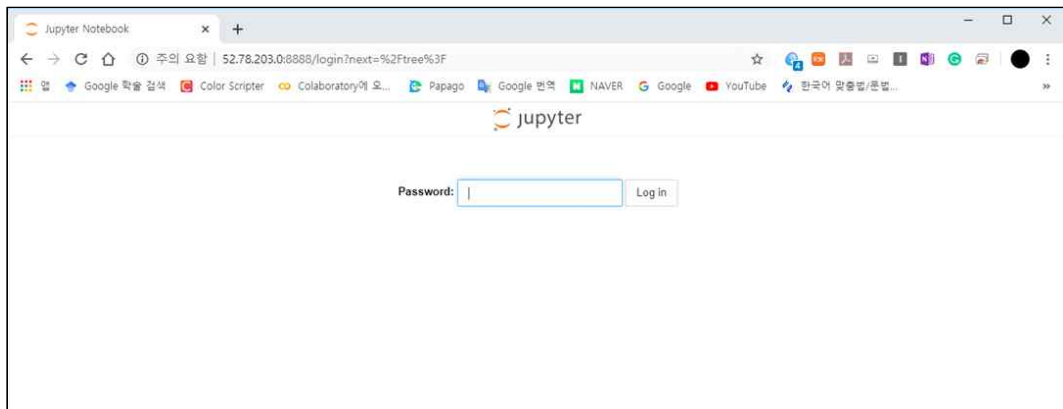 Jupyter Notebook
주의 요함 | 52.78.203.0:8888/login?next=%2Ftree%3F
앱 Google 학술 검색 Color Scripter Colaboratory에 오... Papago Google 번역 NAVER Google YouTube 한국어 맞춤법/문법... »
jupyter
Password: Log in